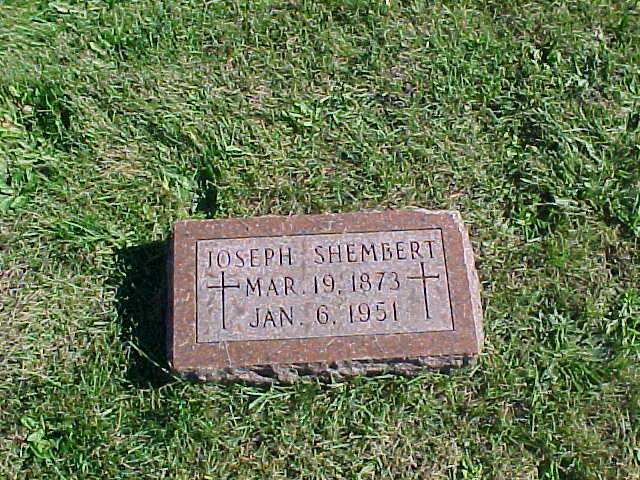 JOSEPH SHEMBERT
MAR. 19, 1873
JAN. 6, 1951